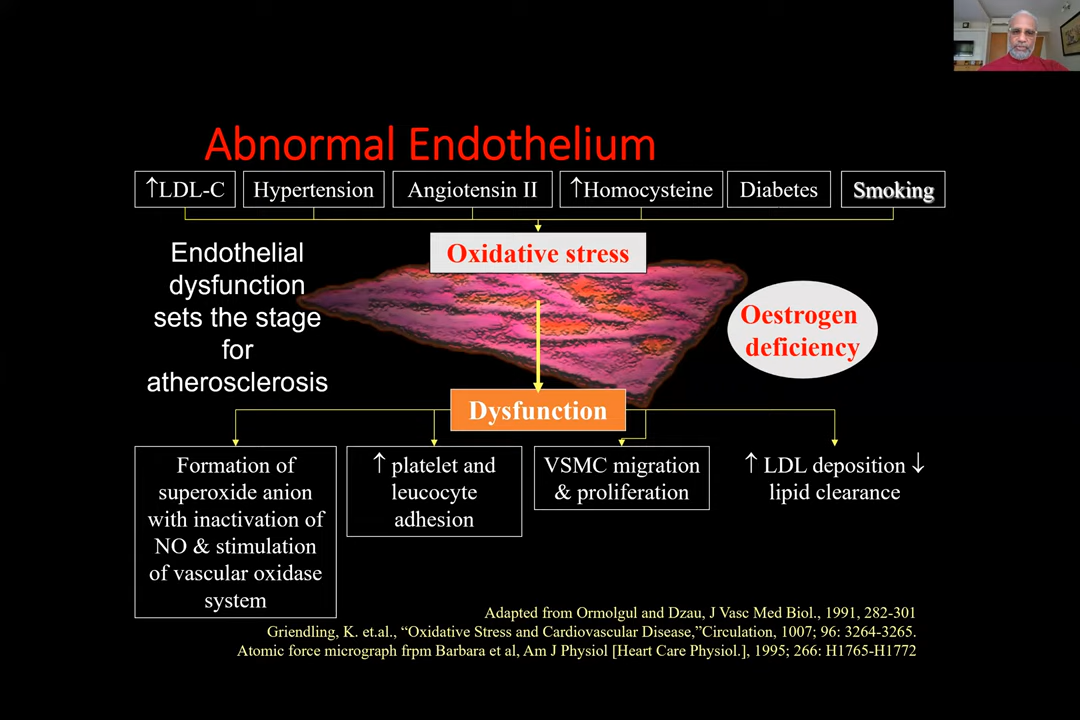 Abnormal Endothelium
↑LDL-C
Hypertension
Angiotensin II
↑Homocysteine
Diabetes
Smoking
Oxidative stress
Endothelial
dysfunction
sets the stage
for
atherosclerosis
Oestrogen
deficiency
Dysfunction
Formation of
superoxide anion
with inactivation of
NO & stimulation
of vascular oxidase
system
↑ platelet and
leucocyte
adhesion
VSMC migration
& proliferation
↑ LDL deposition ↓
lipid clearance
Adapted from Ormolgul and Dzau, J Vasc Med Biol., 1991, 282-301
Griendling, K. et.al., “Oxidative Stress and Cardiovascular Disease,”Circulation, 1007; 96: 3264-3265.
Atomic force micrograph frpm Barbara et al, Am J Physiol [Heart Care Physiol.], 1995; 266: H1765-H1772